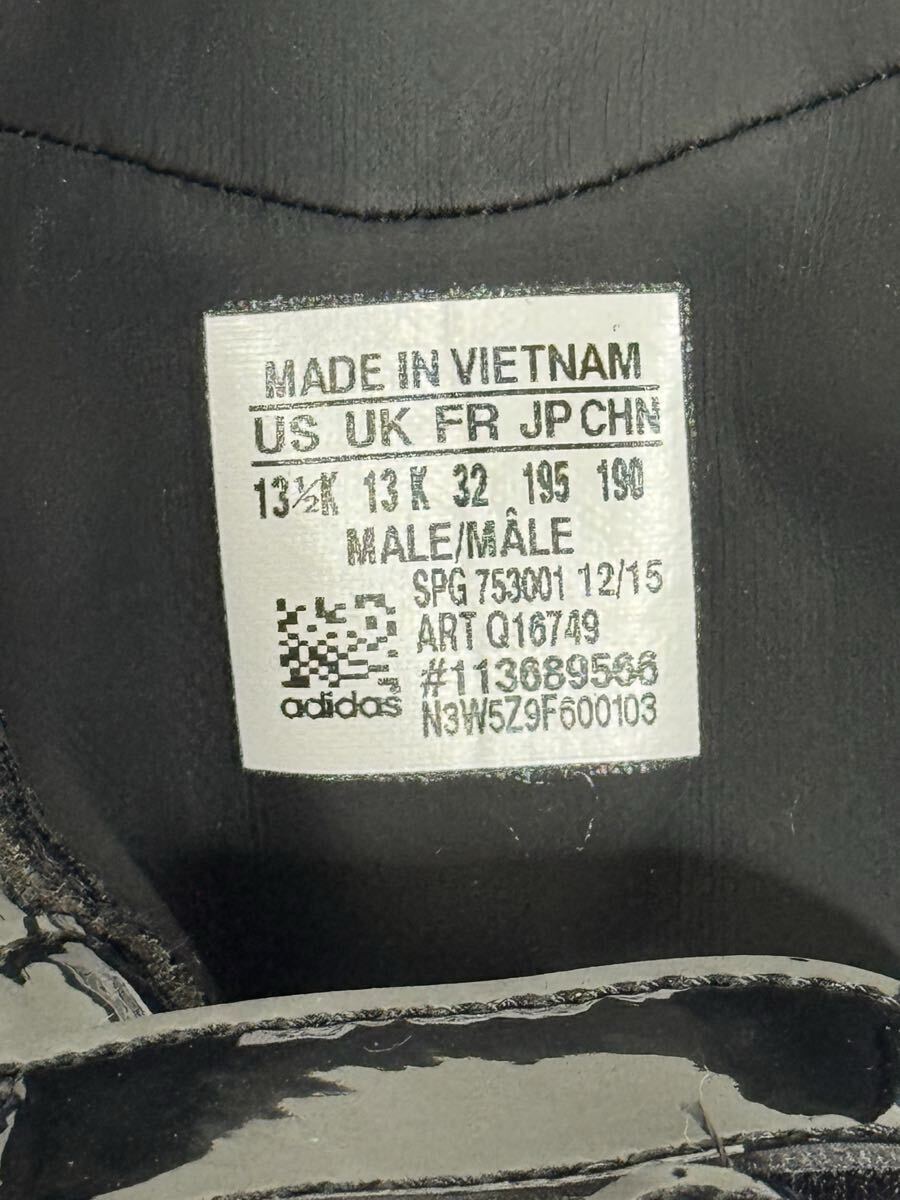 MADE IN VIETNAM
US UK FR JP CHN
13½K 13 K 32 195 190
MALE/MÂLE
SPG 753001 12/15
ART Q16749
#113689566
adidas N3W5Z9F600103